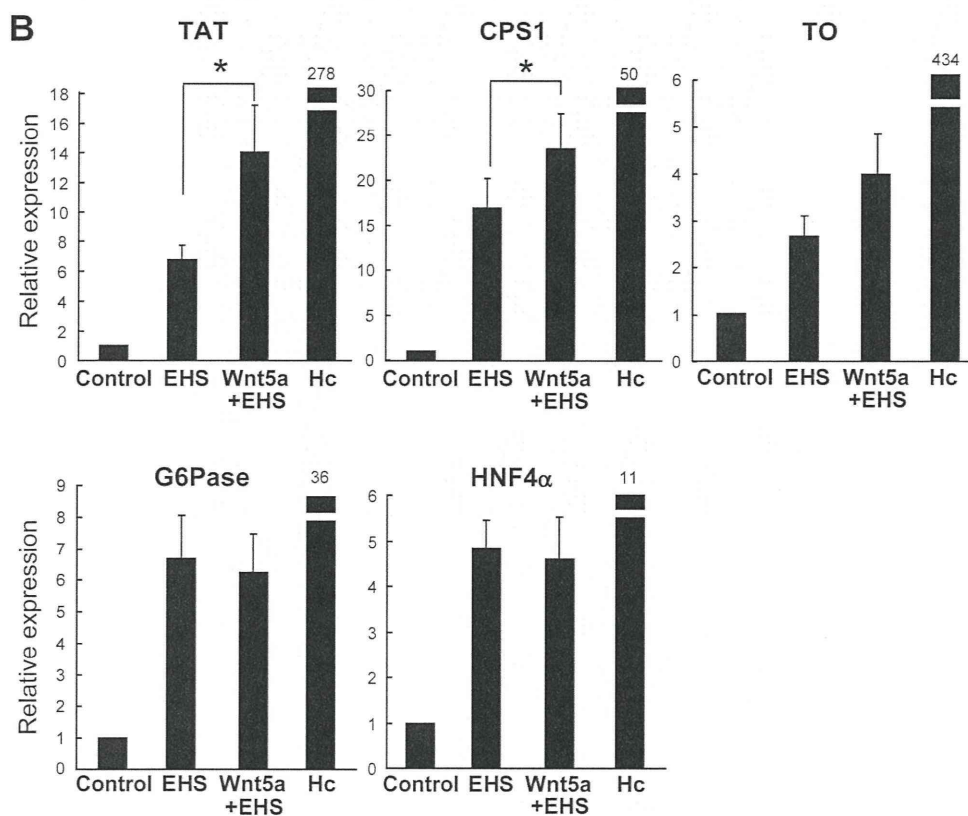 B
TAT
Relative expression
18
16
14
12
10
8
6
4
2
0
*
278
Control EHS Wnt5a Hc
+EHS
CPS1
30
25
20
15
10
5
0
*
50
Control EHS Wnt5a Hc
+EHS
TO
6
5
4
3
2
1
0
434
Control EHS Wnt5a Hc
+EHS
G6Pase
Relative expression
9
8
7
6
5
4
3
2
1
0
36
Control EHS Wnt5a Hc
+EHS
HNF4α
6
5
4
3
2
1
0
11
Control EHS Wnt5a Hc
+EHS